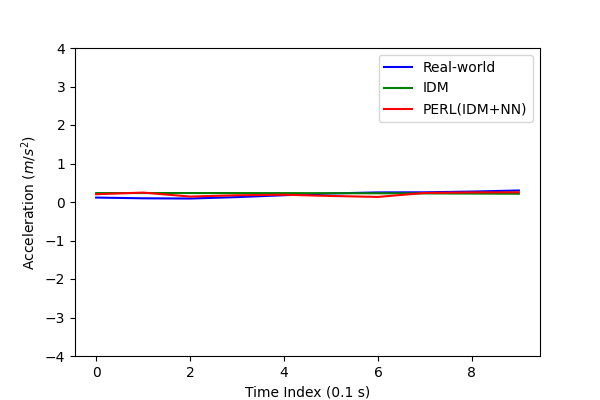 4
3
2
1
0
−1
−2
−3
−4
Acceleration (m/s²)
Real-world
IDM
PERL(IDM+NN)
0 2 4 6 8
Time Index (0.1 s)